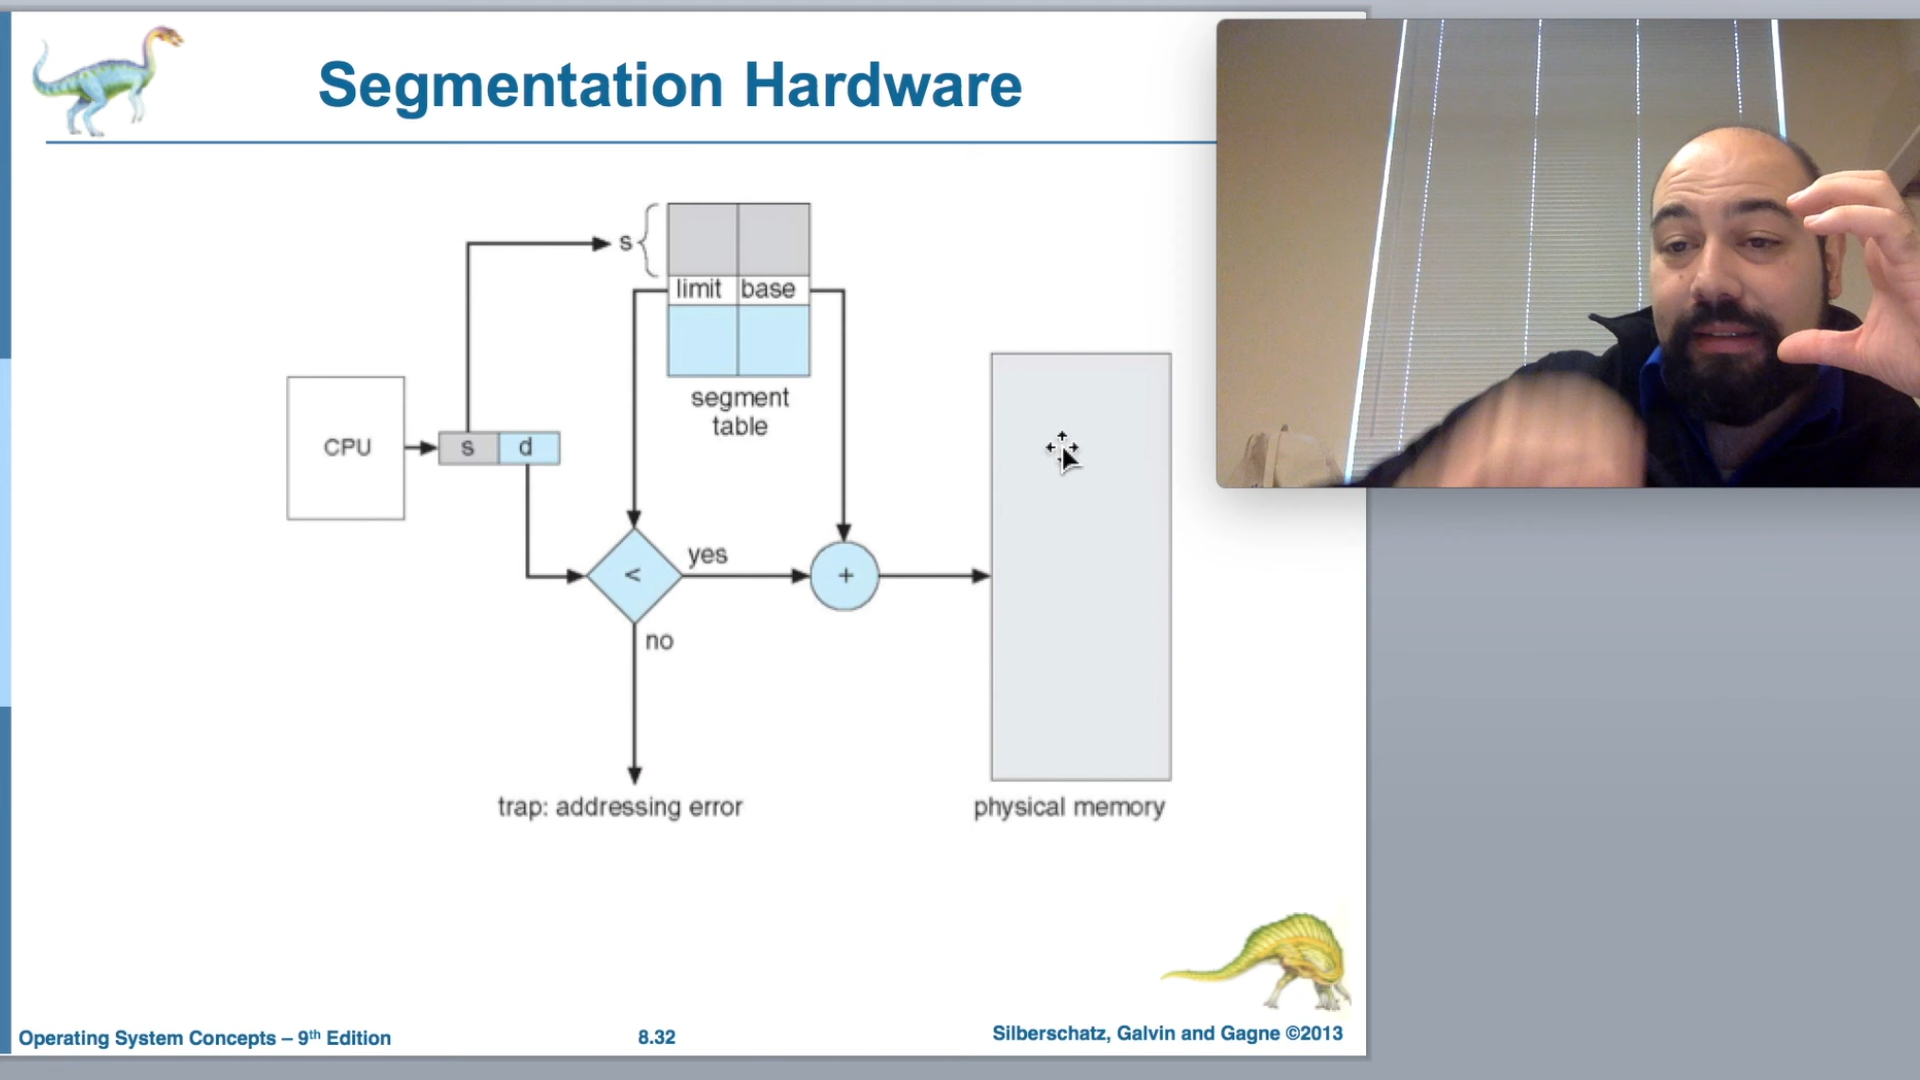 Segmentation Hardware
s
limit base
segment
table
CPU
s d
<
yes
+
no
trap: addressing error
physical memory
Operating System Concepts – 9th Edition
8.32
Silberschatz, Galvin and Gagne ©2013